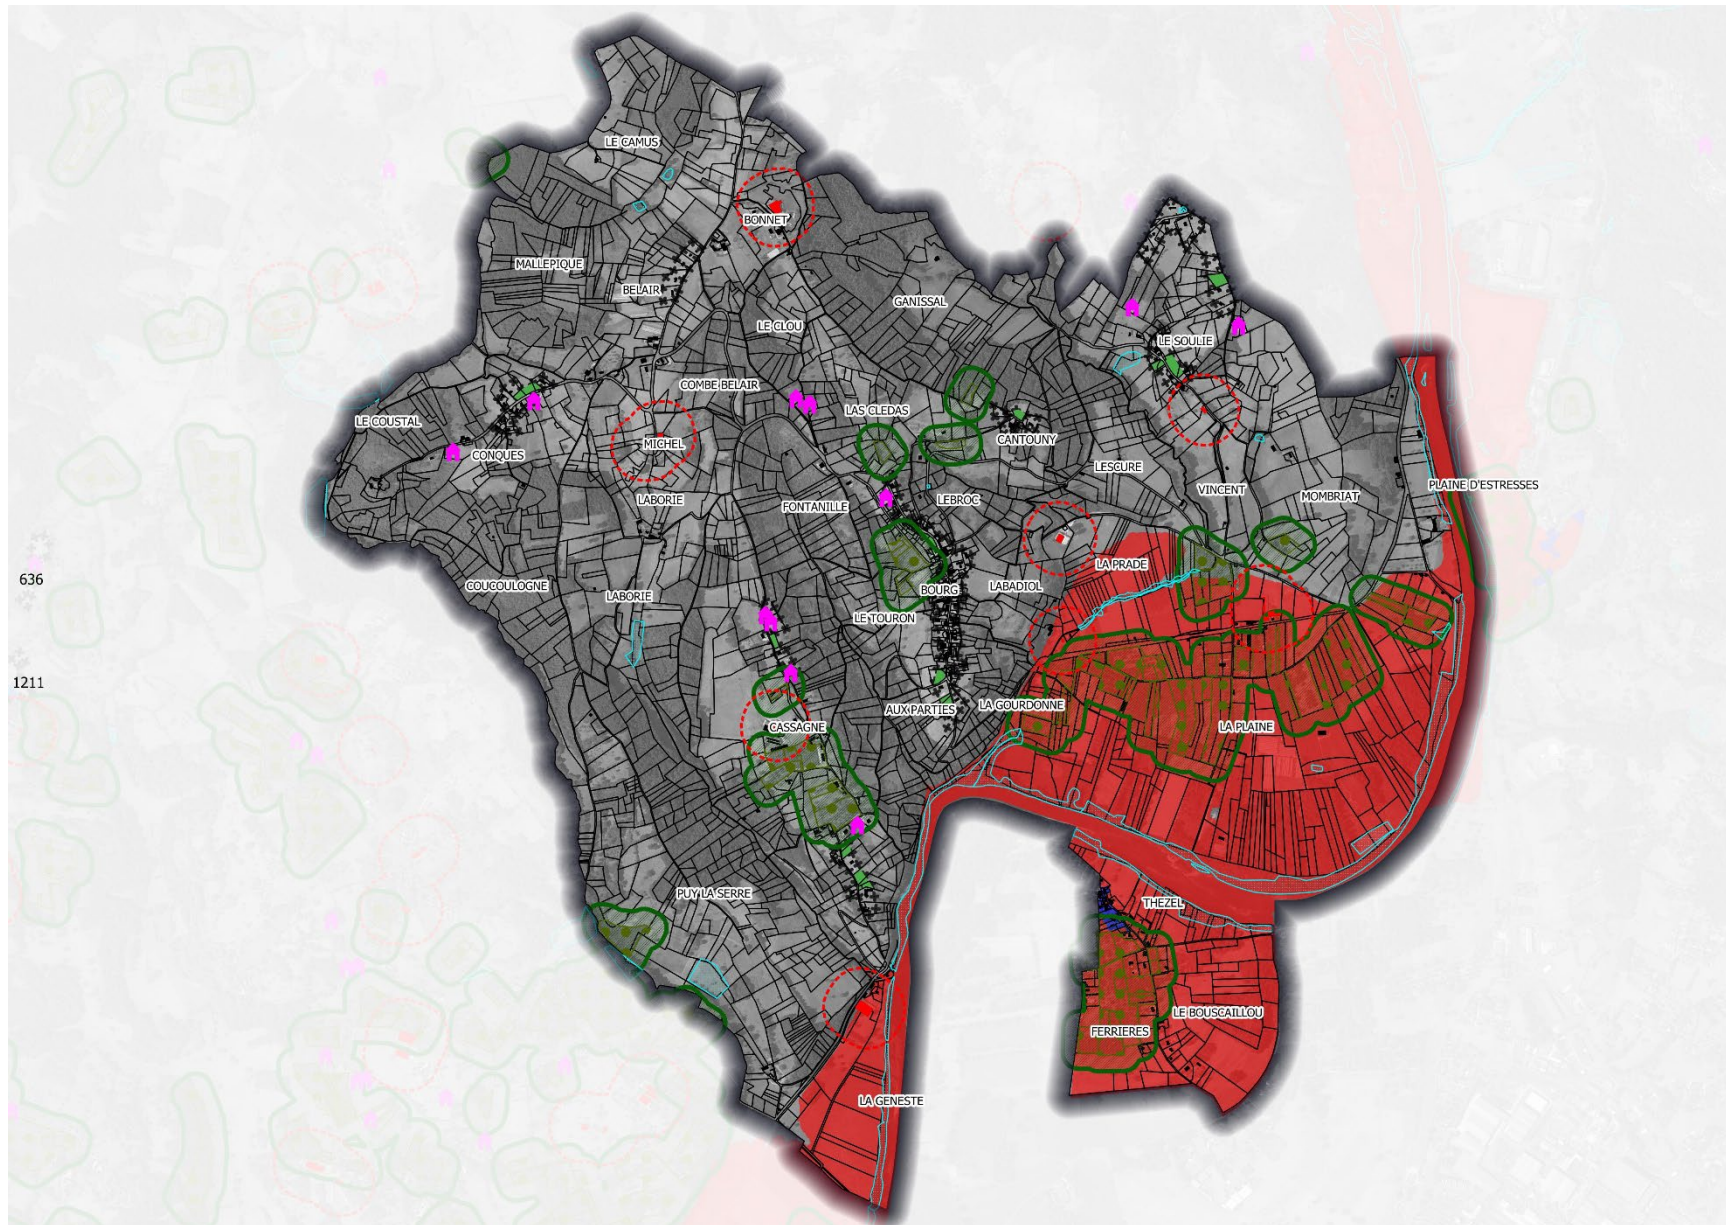 LE CAMUS
BONNET
MALLEPIQUE
BELAIR
GANISSAL
LE CLOU
LE SOULIE
COMBE BELAIR
LE COUSTAL
LAS CLEDAS
CANTOUNY
MICHEL
CONQUES
LESCURE
PLAINE D'ESTRESSES
VINCENT
MOMBRIAT
LABORIE
FONTANILLE
LEBROC
LA PRADE
636
COUCOULOGNE
LABORIE
BOURG
LABADIOL
LE TOURON
1211
AUX PARTIES
LA GOURDONNE
CASSAGNE
LA PLAINE
PUY LA SERRE
THEZEL
LE BOUSCAILLOU
FERRIERES
LA GENESTE